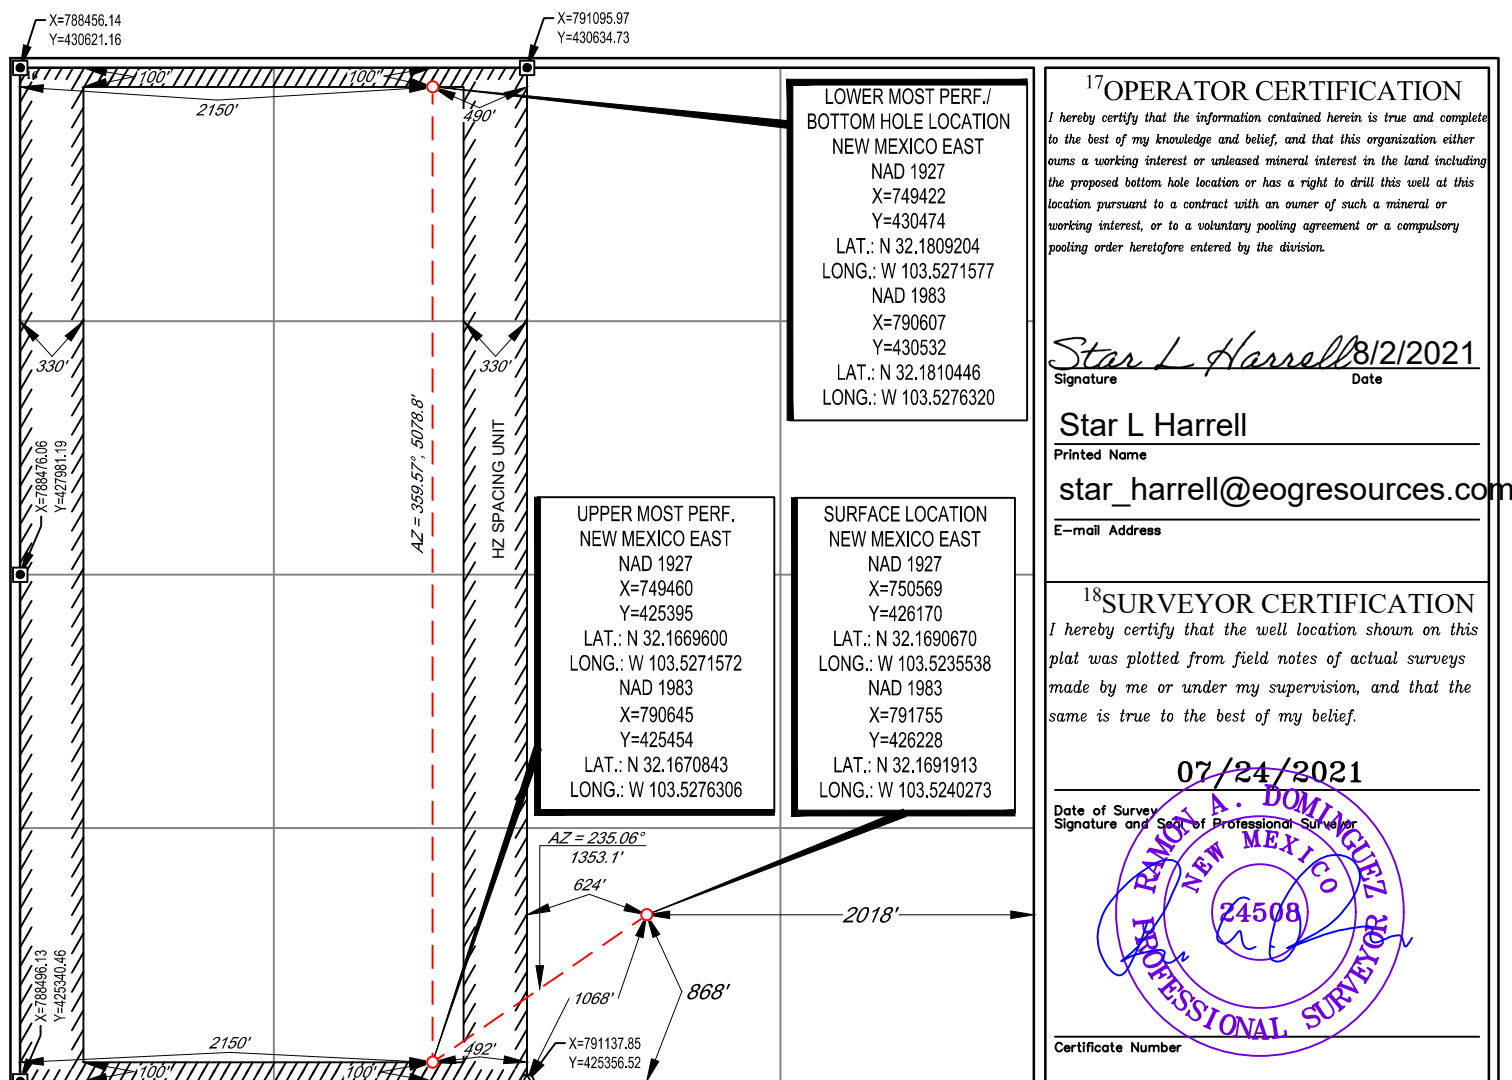 X=788456.14
Y=430621.16
X=791095.97
Y=430634.73
100'
100'
2150'
490'
330'
330'
X=788476.06
Y=427981.19
AZ = 359.57°, 5078.8'
HZ SPACING UNIT
LOWER MOST PERF./
BOTTOM HOLE LOCATION
NEW MEXICO EAST
NAD 1927
X=749422
Y=430474
LAT.: N 32.1809204
LONG.: W 103.5271577
NAD 1983
X=790607
Y=430532
LAT.: N 32.1810446
LONG.: W 103.5276320
UPPER MOST PERF.
NEW MEXICO EAST
NAD 1927
X=749460
Y=425395
LAT.: N 32.1669600
LONG.: W 103.5271572
NAD 1983
X=790645
Y=425454
LAT.: N 32.1670843
LONG.: W 103.5276306
SURFACE LOCATION
NEW MEXICO EAST
NAD 1927
X=750569
Y=426170
LAT.: N 32.1690670
LONG.: W 103.5235538
NAD 1983
X=791755
Y=426228
LAT.: N 32.1691913
LONG.: W 103.5240273
AZ = 235.06°
1353.1'
624'
2018'
1068'
868'
X=788496.13
Y=425340.46
2150'
492'
100'
100'
X=791137.85
Y=425356.52
17OPERATOR CERTIFICATION
I hereby certify that the information contained herein is true and complete
to the best of my knowledge and belief, and that this organization either
owns a working interest or unleased mineral interest in the land including
the proposed bottom hole location or has a right to drill this well at this
location pursuant to a contract with an owner of such a mineral or
working interest, or to a voluntary pooling agreement or a compulsory
pooling order heretofore entered by the division.
Star L Harrell 8/2/2021
Signature Date
Star L Harrell
Printed Name
star_harrell@eogresources.com
E-mail Address
18SURVEYOR CERTIFICATION
I hereby certify that the well location shown on this
plat was plotted from field notes of actual surveys
made by me or under my supervision, and that the
same is true to the best of my belief.
07/24/2021
Date of Survey
Signature and Seal of Professional Surveyor
RAMON A. DOMINGUEZ
NEW MEXICO
24508
PROFESSIONAL SURVEYOR
Certificate Number